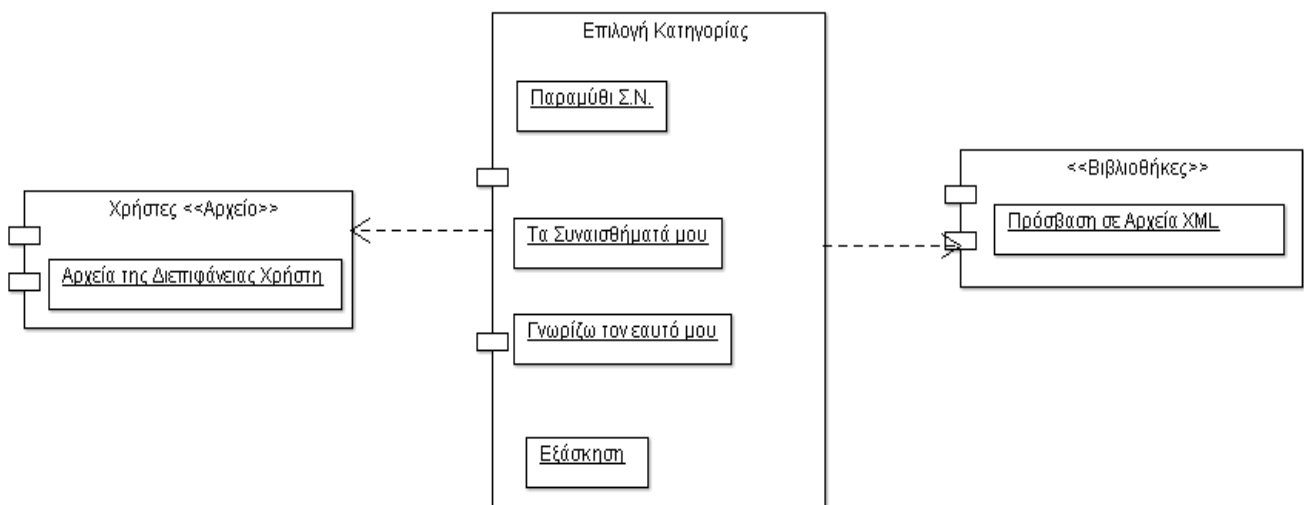 Επιλογή Κατηγορίας
Παραμύθι Σ.Ν.
Τα Συναισθήματά μου
Γνωρίζω τον εαυτό μου
Εξάσκηση
Χρήστες <<Αρχείο>>
Αρχεία της Διεπιφάνειας Χρήστη
<<Βιβλιοθήκες>>
Πρόσβαση σε Αρχεία XML